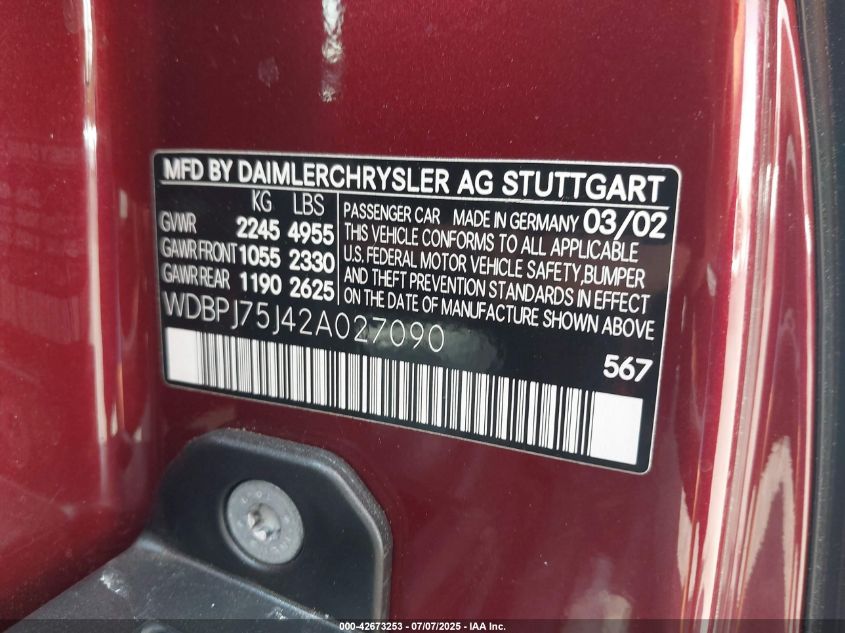 MFD BY DAIMLERCHRYSLER AG STUTTGART
KG LBS
GVWR 2245 4955
GAWR FRONT 1055 2330
GAWR REAR 1190 2625
PASSENGER CAR MADE IN GERMANY 03/02
THIS VEHICLE CONFORMS TO ALL APPLICABLE
U.S. FEDERAL MOTOR VEHICLE SAFETY,BUMPER
AND THEFT PREVENTION STANDARDS IN EFFECT
ON THE DATE OF MANUFACTURE SHOWN ABOVE
WDBPJ75J42A027090
567
000-42673253 | 07/07/2025 - IAA Inc.